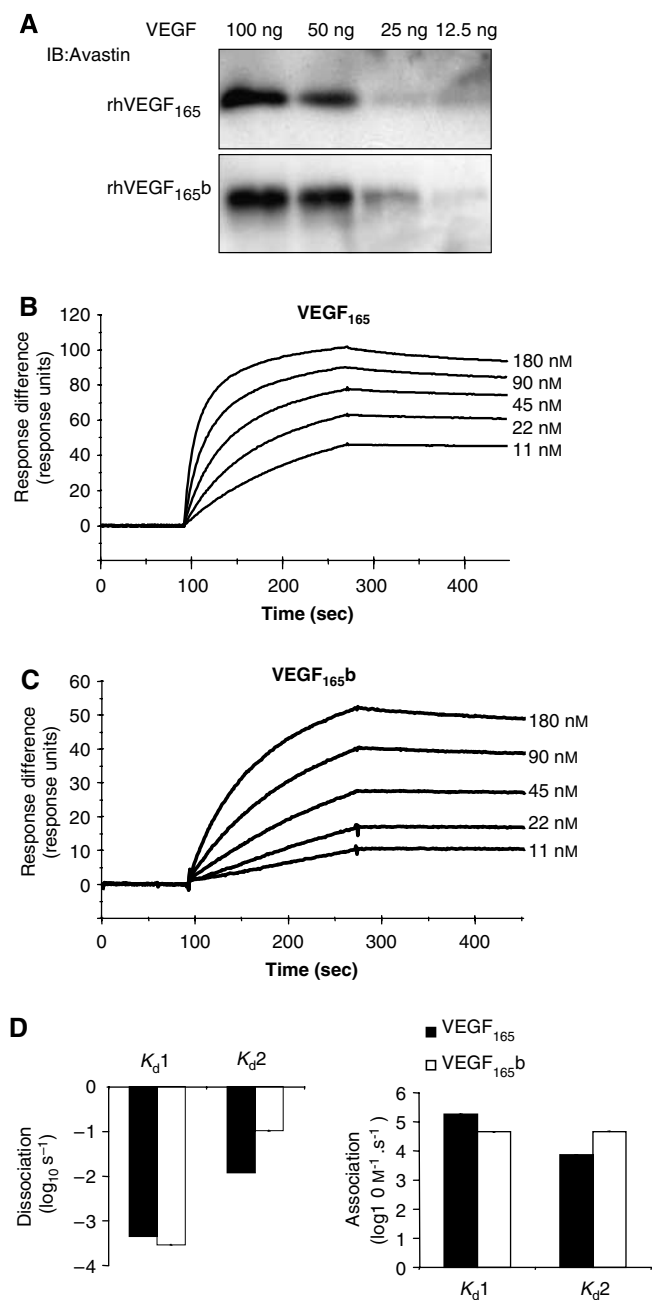 A
VEGF 100 ng 50 ng 25 ng 12.5 ng
IB:Avastin
rhVEGF165
rhVEGF165b
B
VEGF165
Response difference
(response units)
120
100
80
60
40
20
0
180 nM
90 nM
45 nM
22 nM
11 nM
0 100 200 300 400
Time (sec)
C
VEGF165b
Response difference
(response units)
60
50
40
30
20
10
0
180 nM
90 nM
45 nM
22 nM
11 nM
0 100 200 300 400
Time (sec)
D
Kd1 Kd2
Dissociation
(log10 s−1)
0
−1
−2
−3
−4
VEGF165
VEGF165b
Association
(log1 0 M-1 .s-1)
6
5
4
3
2
1
0
Kd1 Kd2